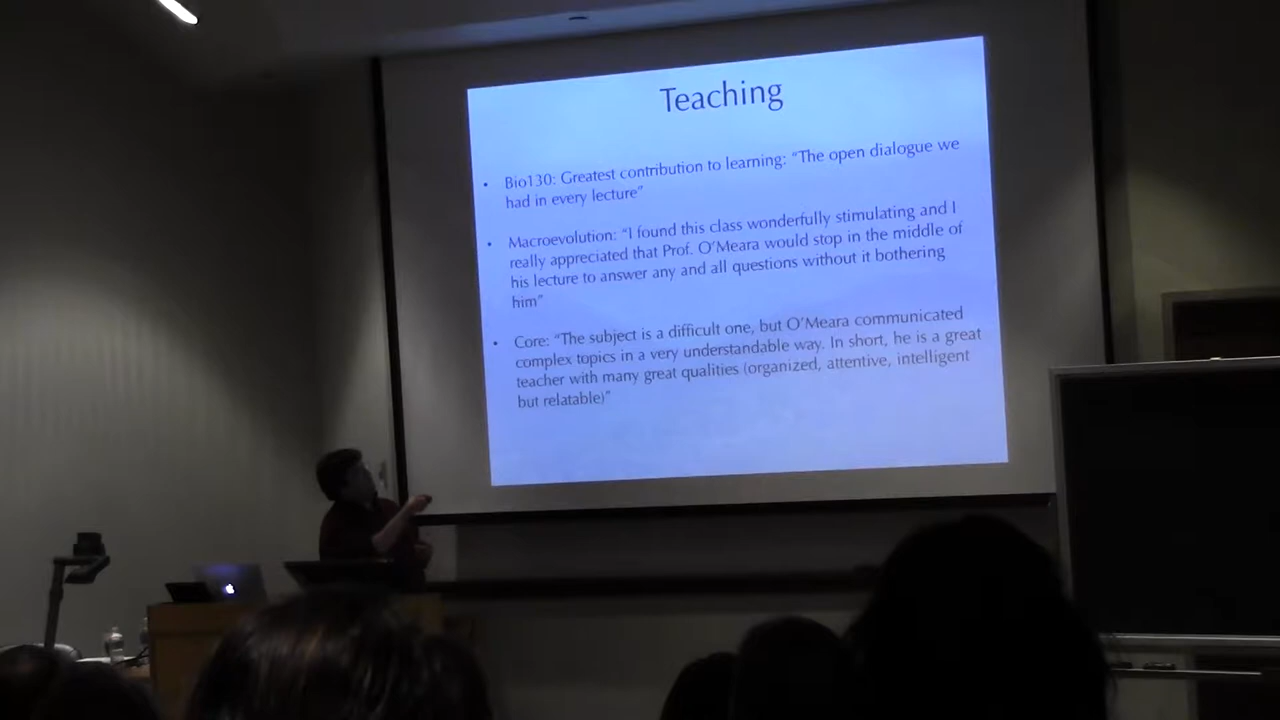 Teaching
• Bio130: Greatest contribution to learning: “The open dialogue we
had in every lecture”
• Macroevolution: “I found this class wonderfully stimulating and I
really appreciated that Prof. O’Meara would stop in the middle of
his lecture to answer any and all questions without it bothering
him”
• Core: “The subject is a difficult one, but O’Meara communicated
complex topics in a very understandable way. In short, he is a great
teacher with many great qualities (organized, attentive, intelligent
but relatable)”